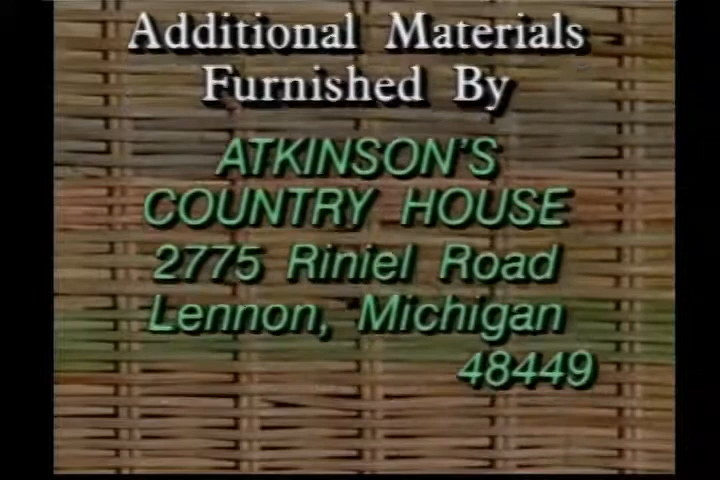 Additional Materials
Furnished By
ATKINSON'S
COUNTRY HOUSE
2775 Riniel Road
Lennon, Michigan
48449